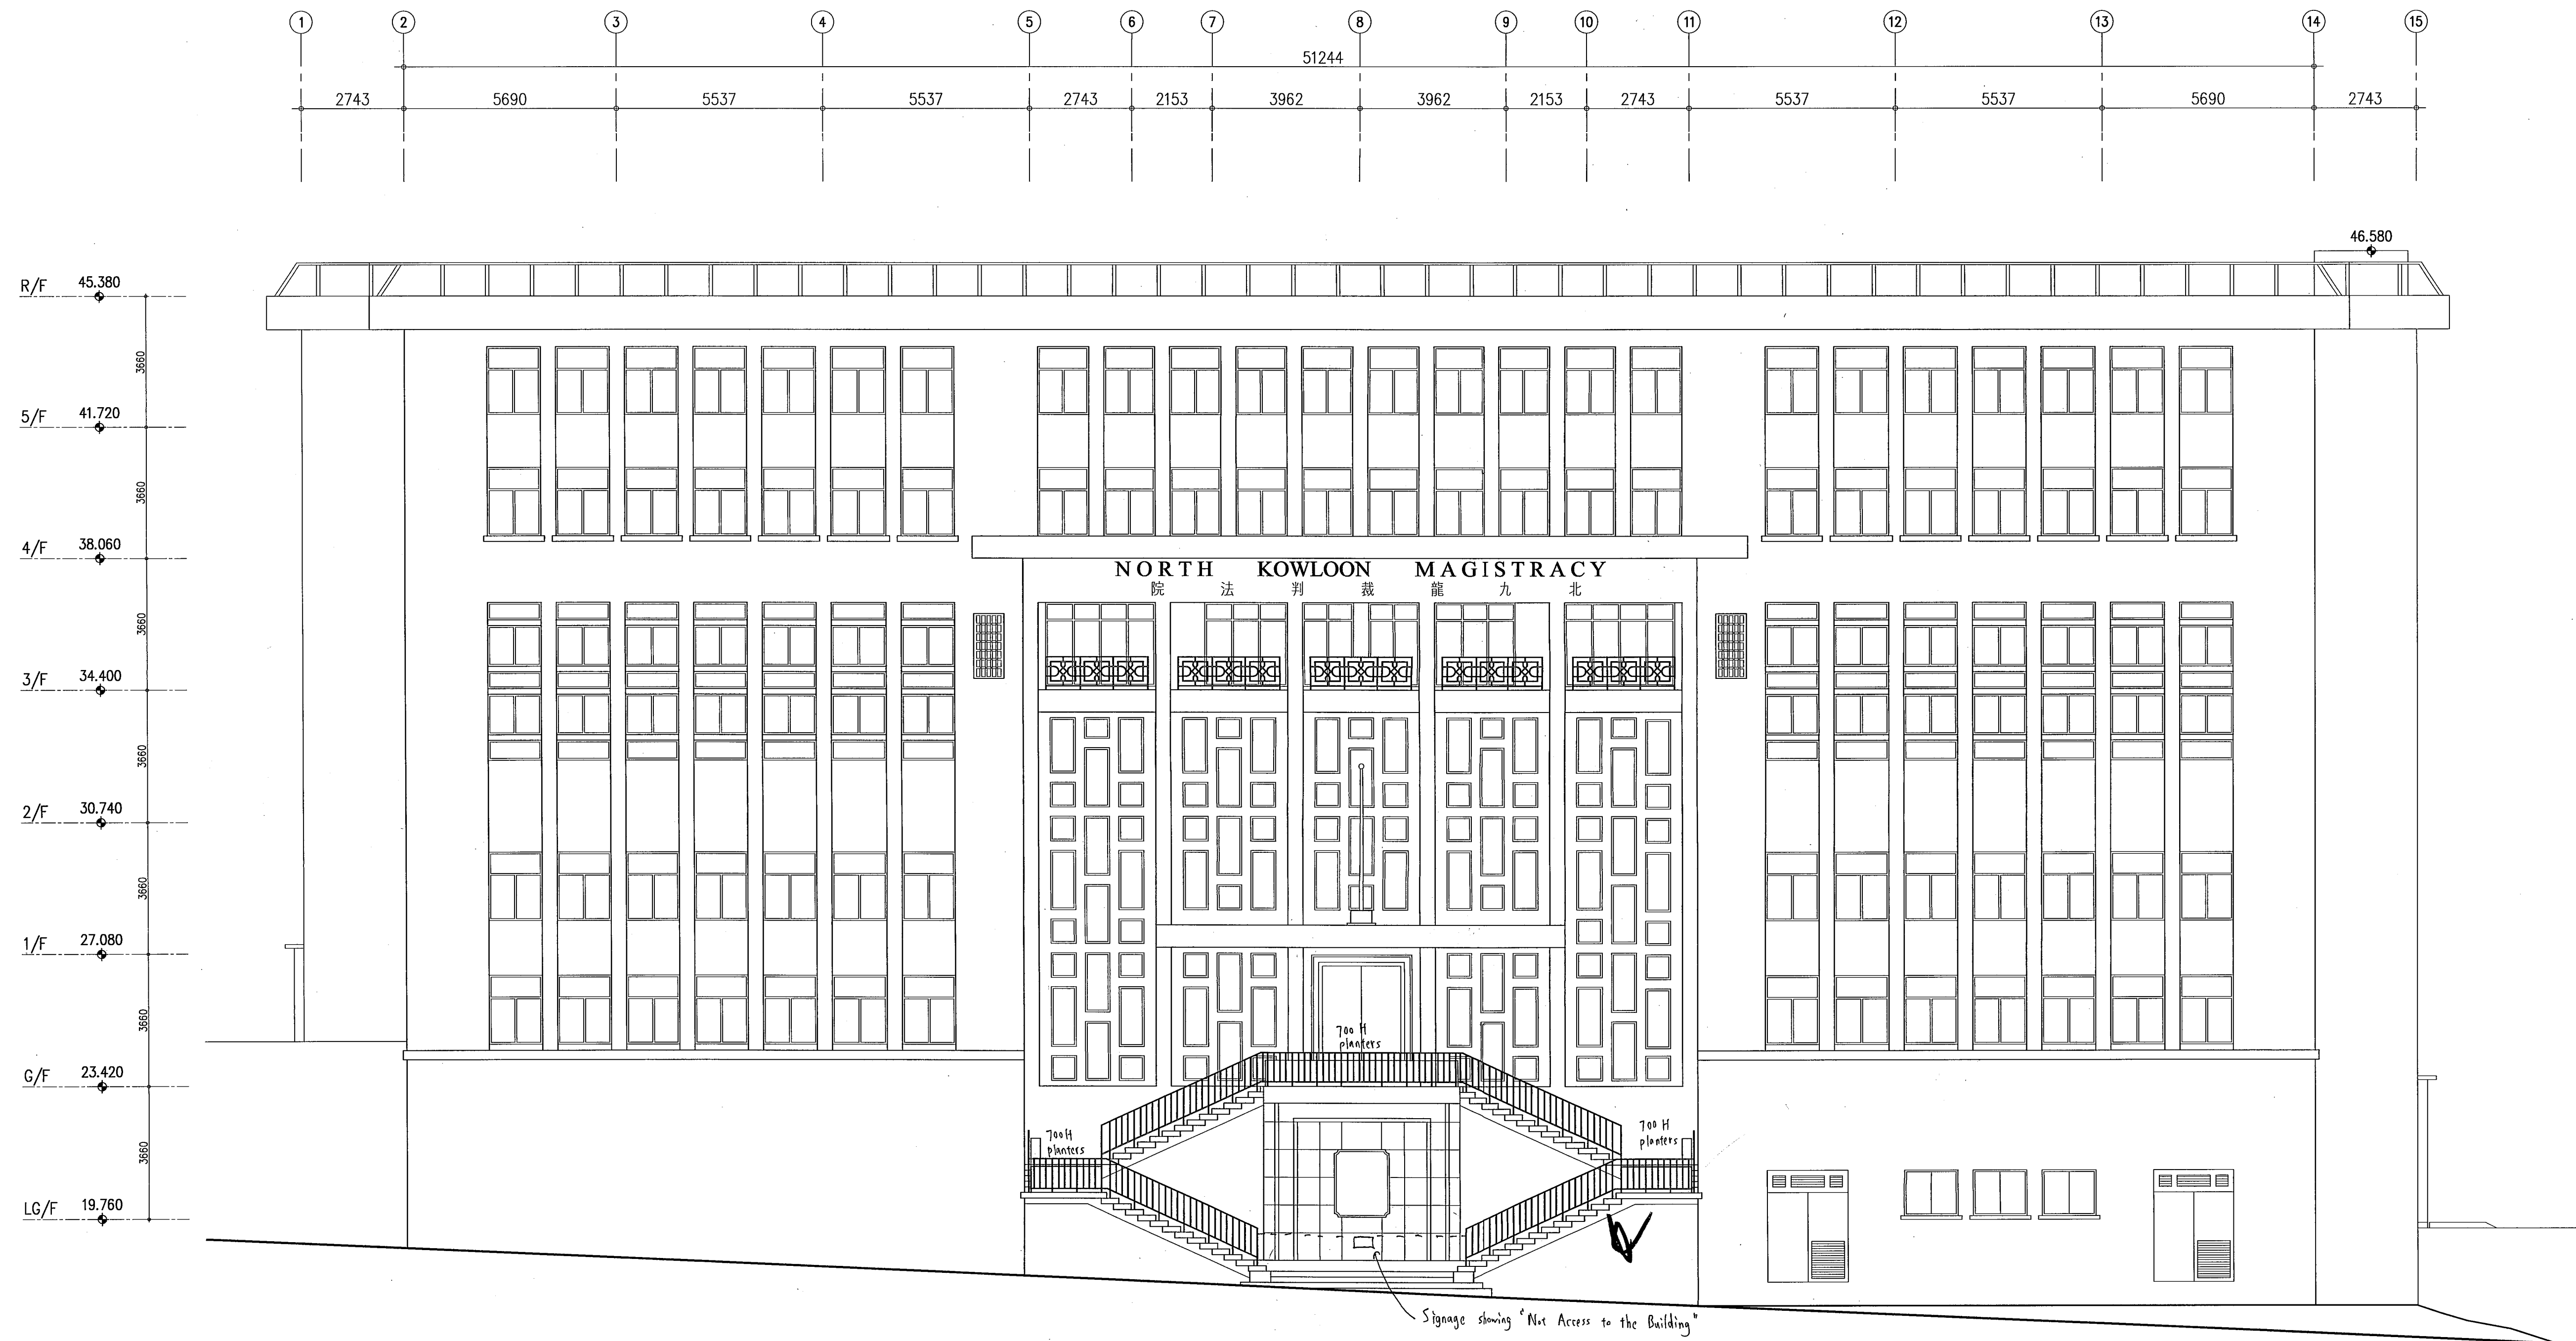 1 2 3 4 5 6 7 8 9 10 11 12 13 14 15
51244
2743 5690 5537 5537 2743 2153 3962 3962 2153 2743 5537 5537 5690 2743
46.580
R/F 45.380
3660
5/F 41.720
3660
4/F 38.060
NORTH KOWLOON MAGISTRACY
院法判裁龍九北
3660
3/F 34.400
3660
2/F 30.740
3660
1/F 27.080
3660
700 H
planters
G/F 23.420
3660
700H
planters
700 H
planters
LG/F 19.760
Signage showing "Not Access to the Building"